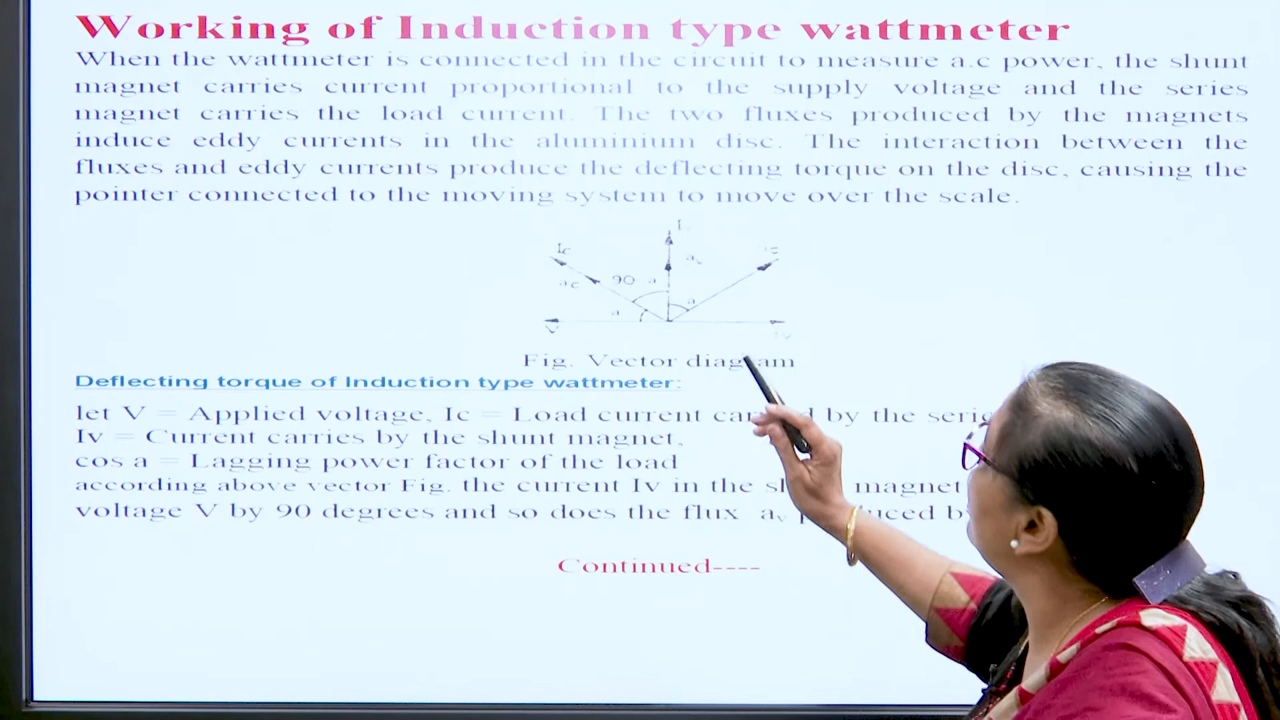 Working of Induction type wattmeter
When the wattmeter is connected in the circuit to measure a.c power, the shunt
magnet carries current proportional to the supply voltage and the series
magnet carries the load current. The two fluxes produced by the magnets
induce eddy currents in the aluminium disc. The interaction between the
fluxes and eddy currents produce the deflecting torque on the disc, causing the
pointer connected to the moving system to move over the scale.
Ic
90 a
a
a
V
Fig. Vector diagram
Deflecting torque of Induction type wattmeter:
let V = Applied voltage, Ic = Load current by the
Iv = Current carries by the shunt magnet,
cos a = Lagging power factor of the load
according above vector Fig. the current Iv in the magnet
voltage V by 90 degrees and so does the flux av
Continued----